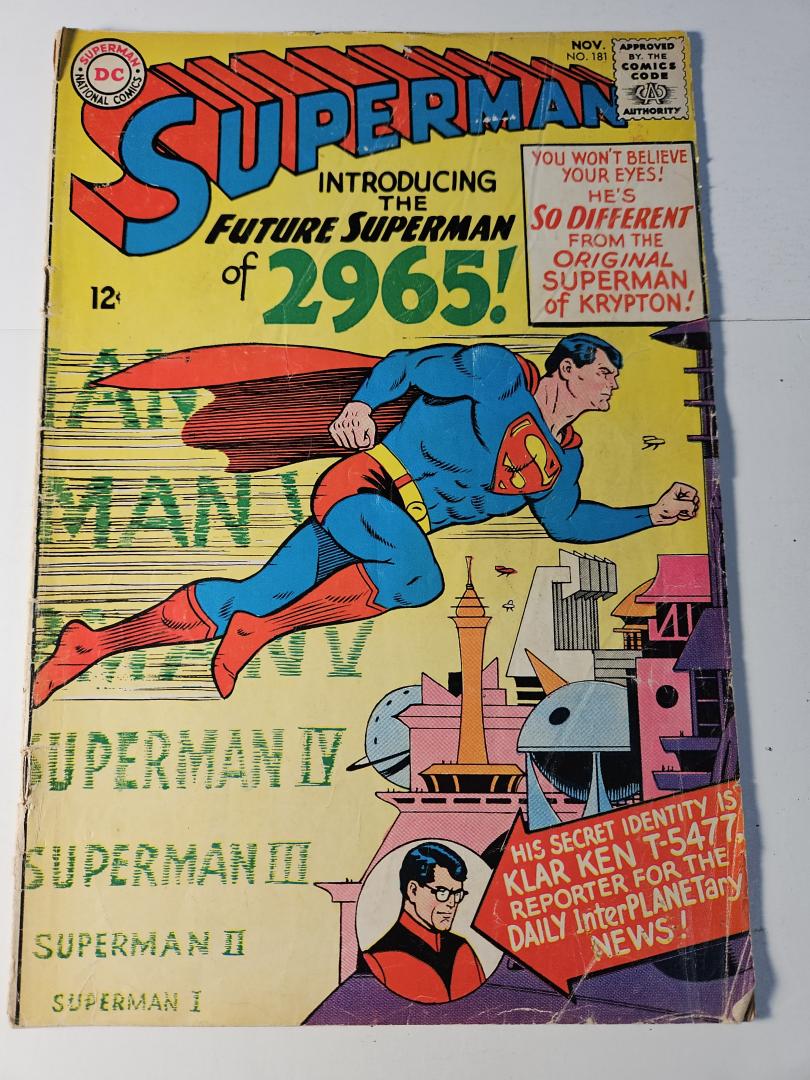 SUPERMAN
DC
NATIONAL COMICS
SUPERMAN
NOV.
NO. 181
APPROVED
BY THE
COMICS
CODE
CA
AUTHORITY
INTRODUCING
THE
FUTURE SUPERMAN
of 2965!
YOU WON'T BELIEVE
YOUR EYES!
HE'S
SO DIFFERENT
FROM THE
ORIGINAL
SUPERMAN
of KRYPTON!
12¢
MAN V
SUPERMAN IV
SUPERMAN III
SUPERMAN II
SUPERMAN I
HIS SECRET IDENTITY IS
KLAR KEN T-5477,
REPORTER FOR THE
DAILY InterPLANETary
NEWS!